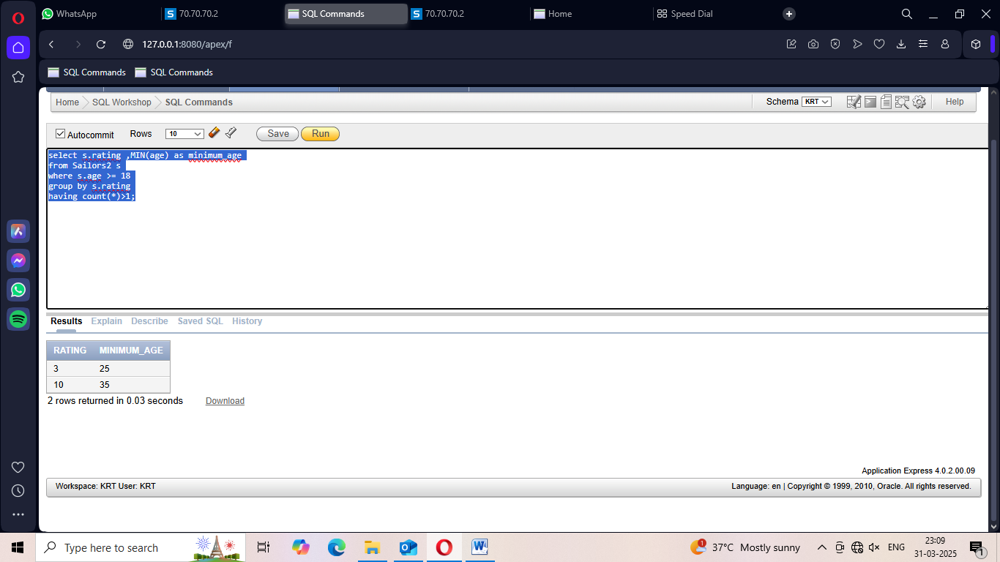 WhatsApp
70.70.70.2
SQL Commands
70.70.70.2
Home
Speed Dial
127.0.0.1:8080/apex/f
SQL Commands
SQL Commands
Home
SQL Workshop
SQL Commands
Schema
KRT
Help
Autocommit
Rows
10
Save
Run
select s.rating ,MIN(age) as minimum_age
from Sailors2 s
where s.age >= 18
group by s.rating
having count(*)>1;
Results
Explain
Describe
Saved SQL
History
RATING MINIMUM_AGE
3 25
10 35
2 rows returned in 0.03 seconds
Download
Application Express 4.0.2.00.09
Workspace: KRT User: KRT
Language: en | Copyright © 1999, 2010, Oracle. All rights reserved.
Type here to search
1
37°C Mostly sunny
ENG
23:09
31-03-2025
1